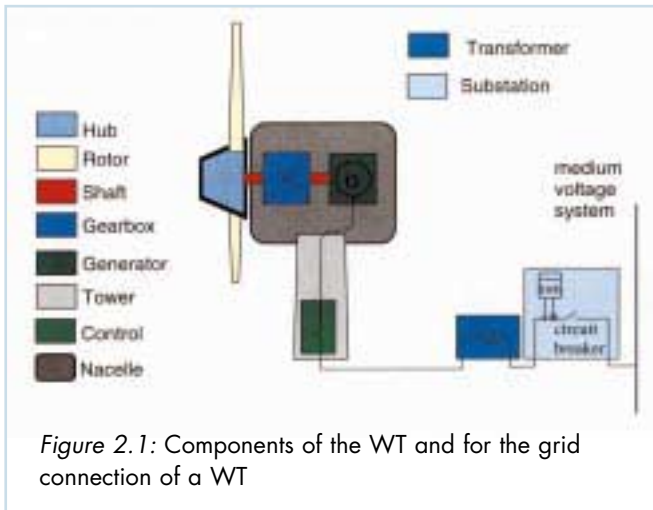 Transformer
Substation
Hub
Rotor
Shaft
Gearbox
Generator
Tower
Control
Nacelle
medium
voltage
system
circuit
breaker
Figure 2.1: Components of the WT and for the grid
connection of a WT